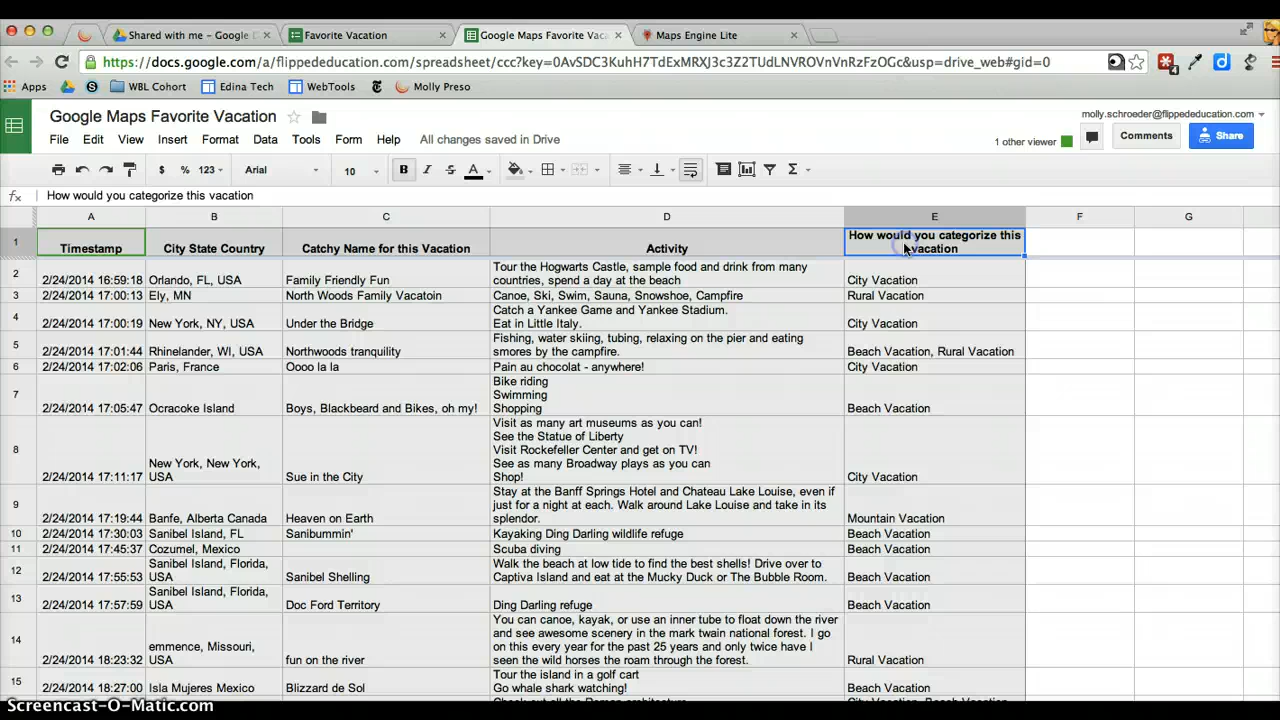 Shared with me – Google D
Favorite Vacation
Google Maps Favorite Vaca
Maps Engine Lite
https://docs.google.com/a/flippededucation.com/spreadsheet/ccc?key=0AvSDC3KuhH7TdExMRXJ3c3Z2TUdLNVROVnVnRzFzOGc&usp=drive_web#gid=0
4
Apps
WBL Cohort
Edina Tech
WebTools
Molly Preso
Google Maps Favorite Vacation
molly.schroeder@flippededucation.com
File Edit View Insert Format Data Tools Form Help All changes saved in Drive
1 other viewer
Comments
Share
$ % 123 Arial 10 B I S A Σ
fx How would you categorize this vacation
A B C D E F G
1 Timestamp City State Country Catchy Name for this Vacation Activity How would you categorize this
vacation
2 2/24/2014 16:59:18 Orlando, FL, USA Family Friendly Fun Tour the Hogwarts Castle, sample food and drink from many
countries, spend a day at the beach City Vacation
3 2/24/2014 17:00:13 Ely, MN North Woods Family Vacatoin Canoe, Ski, Swim, Sauna, Snowshoe, Campfire Rural Vacation
4 2/24/2014 17:00:19 New York, NY, USA Under the Bridge Catch a Yankee Game and Yankee Stadium.
Eat in Little Italy. City Vacation
5 2/24/2014 17:01:44 Rhinelander, WI, USA Northwoods tranquility Fishing, water skiing, tubing, relaxing on the pier and eating
smores by the campfire. Beach Vacation, Rural Vacation
6 2/24/2014 17:02:06 Paris, France Oooo la la Pain au chocolat - anywhere! City Vacation
7 2/24/2014 17:05:47 Ocracoke Island Boys, Blackbeard and Bikes, oh my! Bike riding
Swimming
Shopping Beach Vacation
8 2/24/2014 17:11:17 New York, New York,
USA Sue in the City Visit as many art museums as you can!
See the Statue of Liberty
Visit Rockefeller Center and get on TV!
See as many Broadway plays as you can
Shop! City Vacation
9 2/24/2014 17:19:44 Banfe, Alberta Canada Heaven on Earth Stay at the Banff Springs Hotel and Chateau Lake Louise, even if
just for a night at each. Walk around Lake Louise and take in its
splendor. Mountain Vacation
10 2/24/2014 17:30:03 Sanibel Island, FL Sanibummin' Kayaking Ding Darling wildlife refuge Beach Vacation
11 2/24/2014 17:45:37 Cozumel, Mexico Scuba diving Beach Vacation
12 2/24/2014 17:55:53 Sanibel Island, Florida,
USA Sanibel Shelling Walk the beach at low tide to find the best shells! Drive over to
Captiva Island and eat at the Mucky Duck or The Bubble Room. Beach Vacation
13 2/24/2014 17:57:59 Sanibel Island, Florida,
USA Doc Ford Territory Ding Darling refuge Beach Vacation
14 2/24/2014 18:23:32 emmence, Missouri,
USA fun on the river You can canoe, kayak, or use an inner tube to float down the river
and see awesome scenery in the mark twain national forest. I go
on this every year for the past 25 years and only twice have I
seen the wild horses the roam through the forest. Rural Vacation
15 2/24/2014 18:27:00 Isla Mujeres Mexico Blizzard de Sol Tour the island in a golf cart
Go whale shark watching! Beach Vacation
Screencast-O-Matic.com